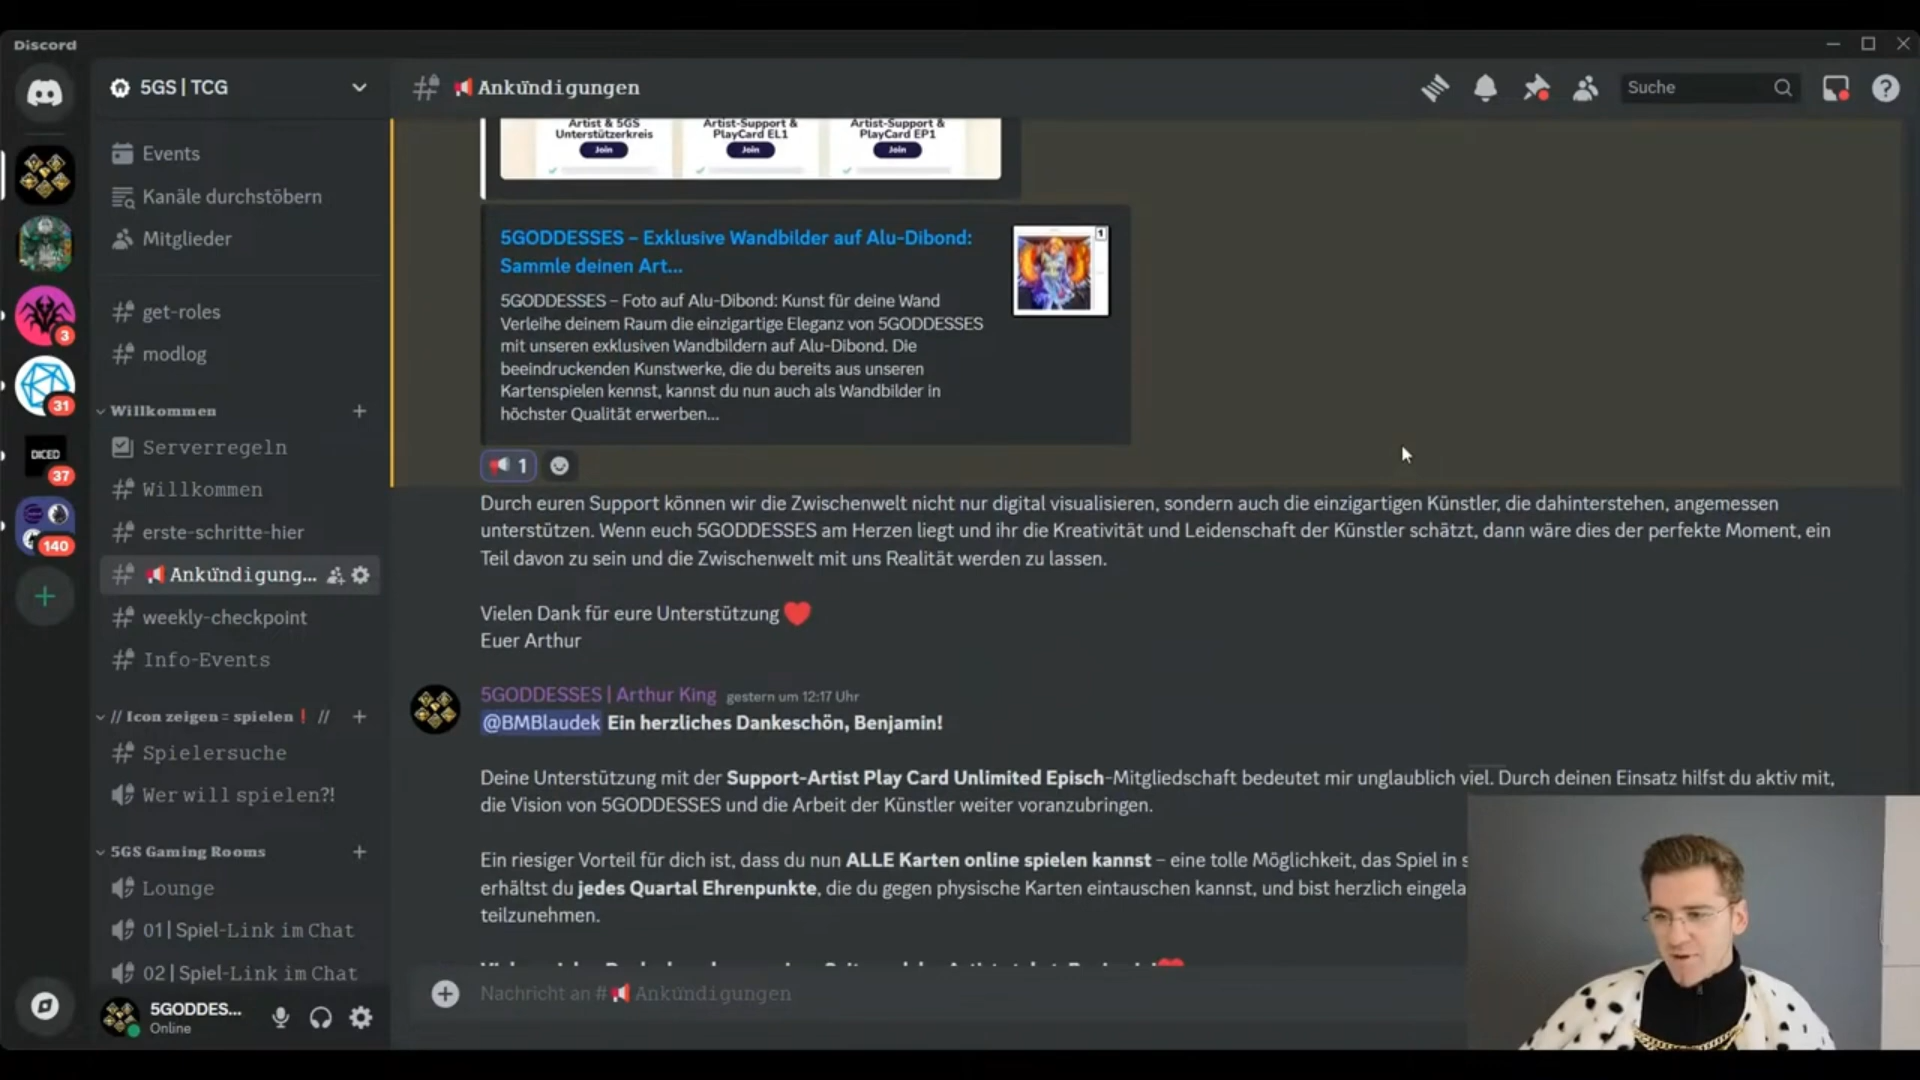 Discord
5GS | TCG
Ankündigungen
Suche
Events
Kanäle durchstöbern
Mitglieder
get-roles
modlog
Willkommen
Serverregeln
Willkommen
erste-schritte-hier
Ankündigung...
weekly-checkpoint
Info-Events
// Icon zeigen = spielen❗ //
Spielersuche
Wer will spielen?!
5GS Gaming Rooms
Lounge
01| Spiel-Link im Chat
02| Spiel-Link im Chat
3
31
DICED
37
140
5GODDES...
Online
Artist & 5GS
Unterstützerkreis
Join
Artist-Support &
PlayCard EL1
Join
Artist-Support &
PlayCard EP1
Join
5GODDESSES – Exklusive Wandbilder auf Alu-Dibond:
Sammle deinen Art...
5GODDESSES – Foto auf Alu-Dibond: Kunst für deine Wand
Verleihe deinem Raum die einzigartige Eleganz von 5GODDESSES
mit unseren exklusiven Wandbildern auf Alu-Dibond. Die
beeindruckenden Kunstwerke, die du bereits aus unseren
Kartenspielen kennst, kannst du nun auch als Wandbilder in
höchster Qualität erwerben...
1
1
Durch euren Support können wir die Zwischenwelt nicht nur digital visualisieren, sondern auch die einzigartigen Künstler, die dahinterstehen, angemessen
unterstützen. Wenn euch 5GODDESSES am Herzen liegt und ihr die Kreativität und Leidenschaft der Künstler schätzt, dann wäre dies der perfekte Moment, ein
Teil davon zu sein und die Zwischenwelt mit uns Realität werden zu lassen.
Vielen Dank für eure Unterstützung ❤️
Euer Arthur
5GODDESSES | Arthur King gestern um 12:17 Uhr
@BMBlaudek Ein herzliches Dankeschön, Benjamin!
Deine Unterstützung mit der Support-Artist Play Card Unlimited Episch-Mitgliedschaft bedeutet mir unglaublich viel. Durch deinen Einsatz hilfst du aktiv mit,
die Vision von 5GODDESSES und die Arbeit der Künstler weiter voranzubringen.
Ein riesiger Vorteil für dich ist, dass du nun ALLE Karten online spielen kannst – eine tolle Möglichkeit, das Spiel in s
erhältst du jedes Quartal Ehrenpunkte, die du gegen physische Karten eintauschen kannst, und bist herzlich eingela
teilzunehmen.
Nachricht an #📢 Ankündigungen